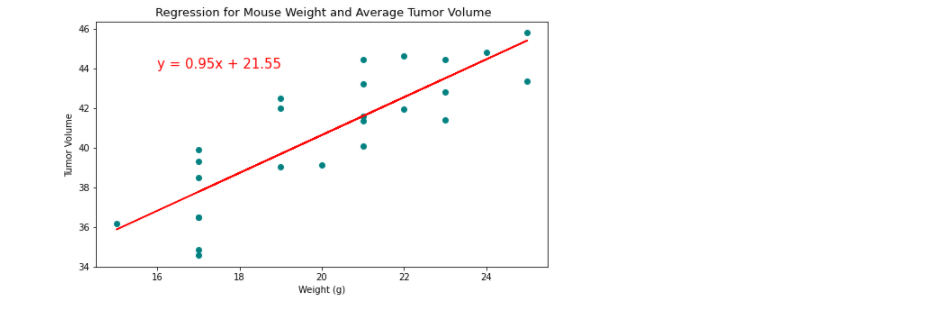 Regression for Mouse Weight and Average Tumor Volume
46
y = 0.95x + 21.55
44
42
Tumor Volume
40
38
36
34
16 18 20 22 24
Weight (g)